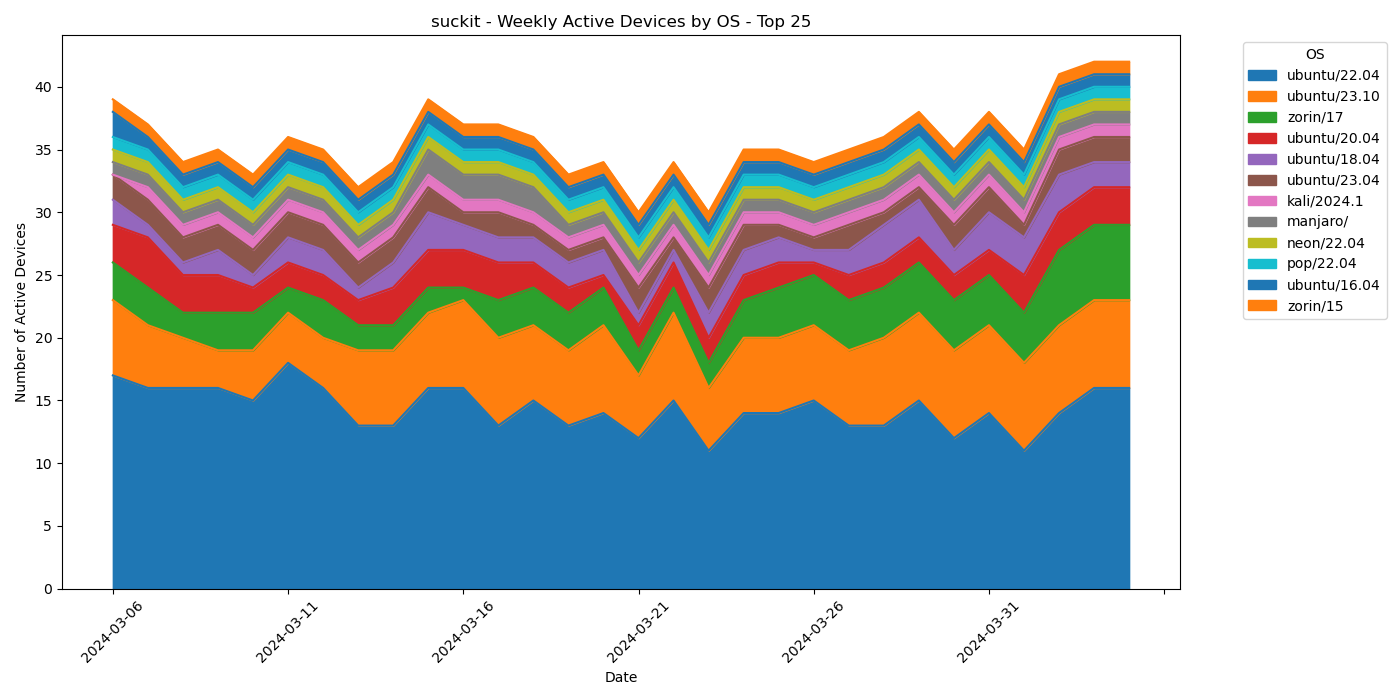 suckit - Weekly Active Devices by OS - Top 25
Number of Active Devices
40
35
30
25
20
15
10
5
0
2024-03-06
2024-03-11
2024-03-16
2024-03-21
2024-03-26
2024-03-31
Date
OS
ubuntu/22.04
ubuntu/23.10
zorin/17
ubuntu/20.04
ubuntu/18.04
ubuntu/23.04
kali/2024.1
manjaro/
neon/22.04
pop/22.04
ubuntu/16.04
zorin/15